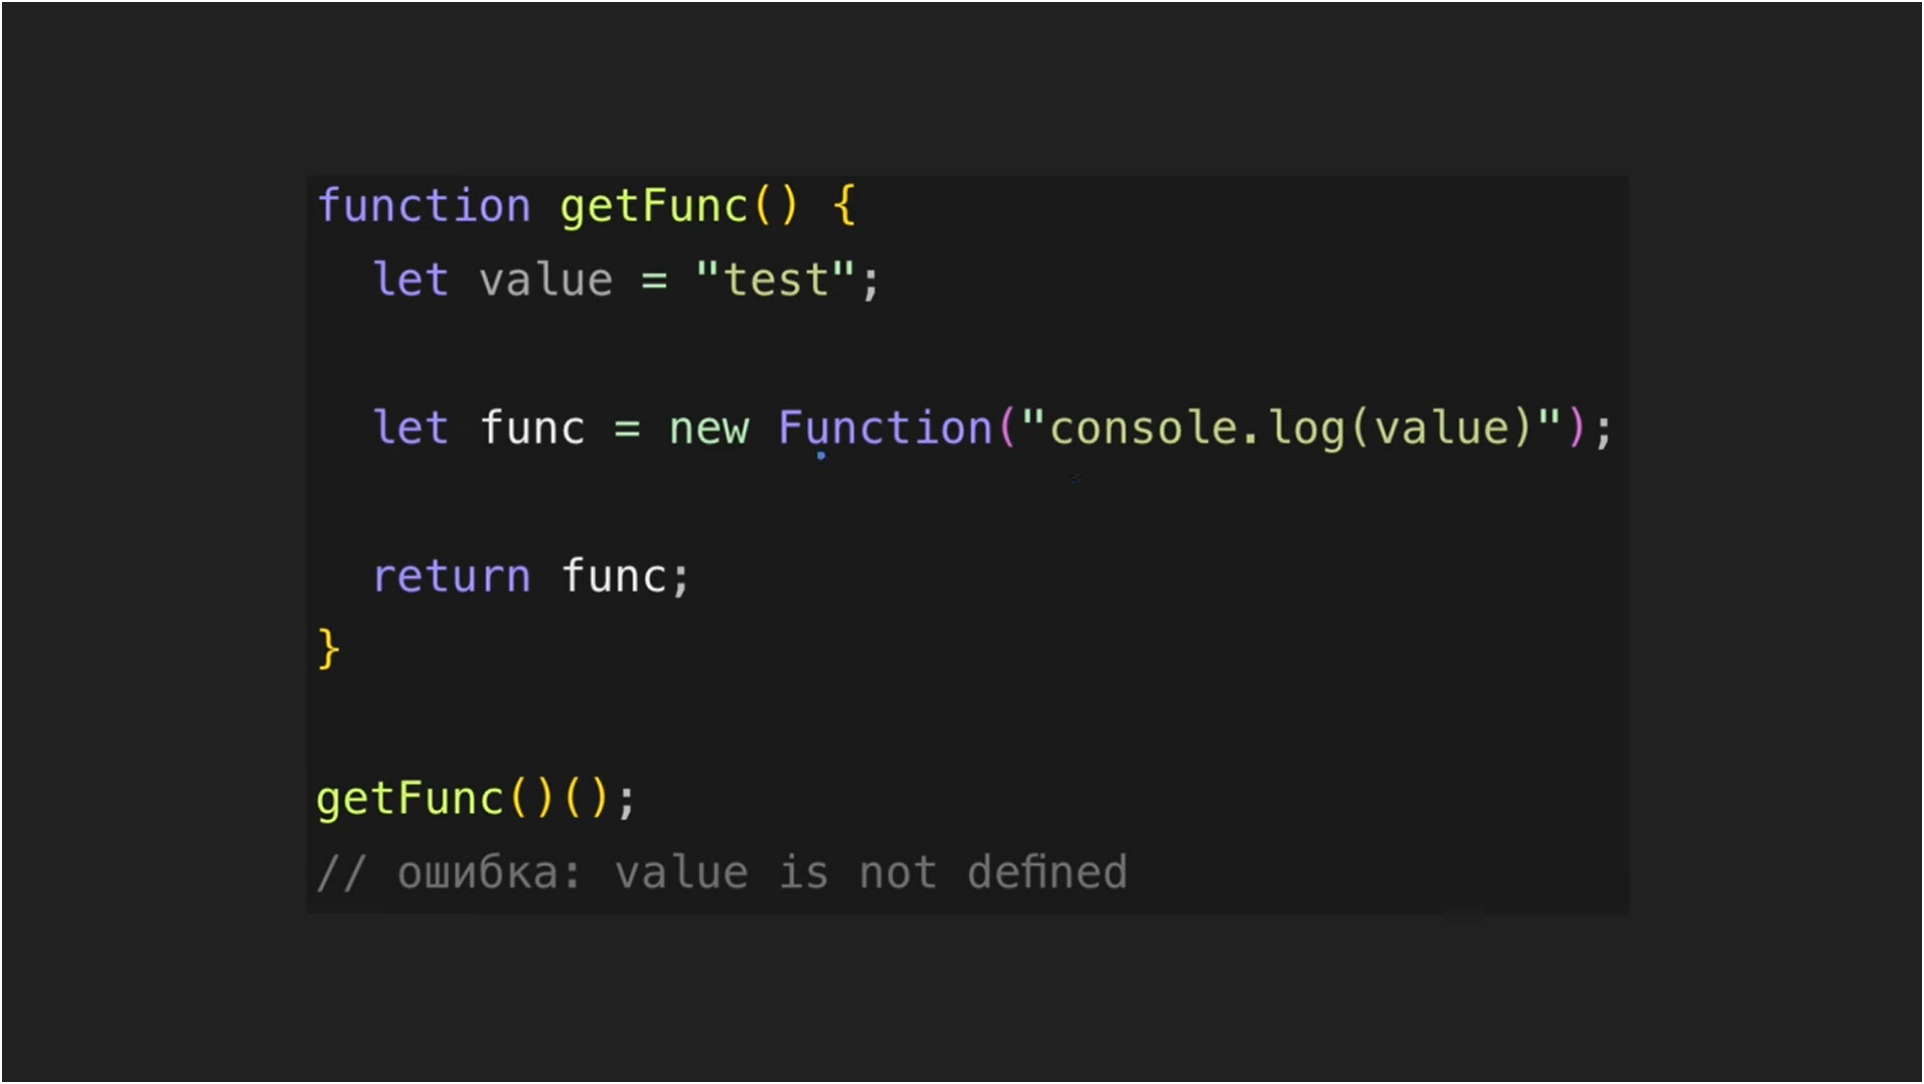 function getFunc() {
let value = "test";
let func = new Function("console.log(value)");
return func;
}
getFunc()();
// ошибка: value is not defined